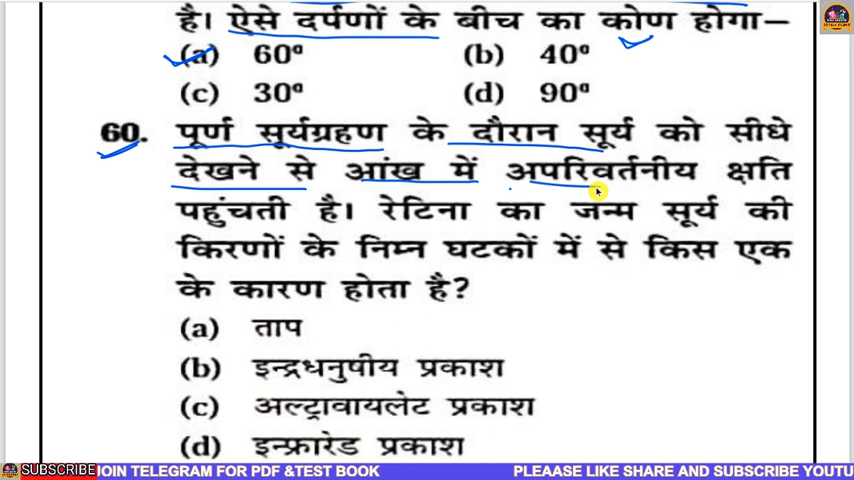 है। ऐसे दर्पणों के बीच का कोण होगा–
(a) 60° (b) 40°
(c) 30° (d) 90°
60. पूर्ण सूर्यग्रहण के दौरान सूर्य को सीधे
देखने से आंख में अपरिवर्तनीय क्षति
पहुंचती है। रेटिना का जन्म सूर्य की
किरणों के निम्न घटकों में से किस एक
के कारण होता है?
(a) ताप
(b) इन्द्रधनुषीय प्रकाश
(c) अल्ट्रावायलेट प्रकाश
(d) इन्फ्रारेड प्रकाश
SUBSCRIBE JOIN TELEGRAM FOR PDF &TEST BOOK PLEAASE LIKE SHARE AND SUBSCRIBE YOUTU